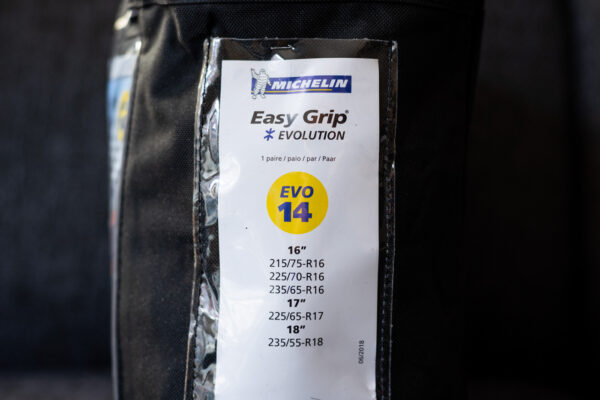 MICHELIN
Easy Grip®
EVOLUTION
1 paire / paio / par / Paar
EVO
14
16"
215/75-R16
225/70-R16
235/65-R16
17"
225/65-R17
18"
235/55-R18
06/2018